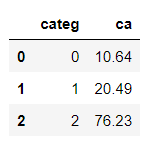 categ ca
0 0 10.64
1 1 20.49
2 2 76.23